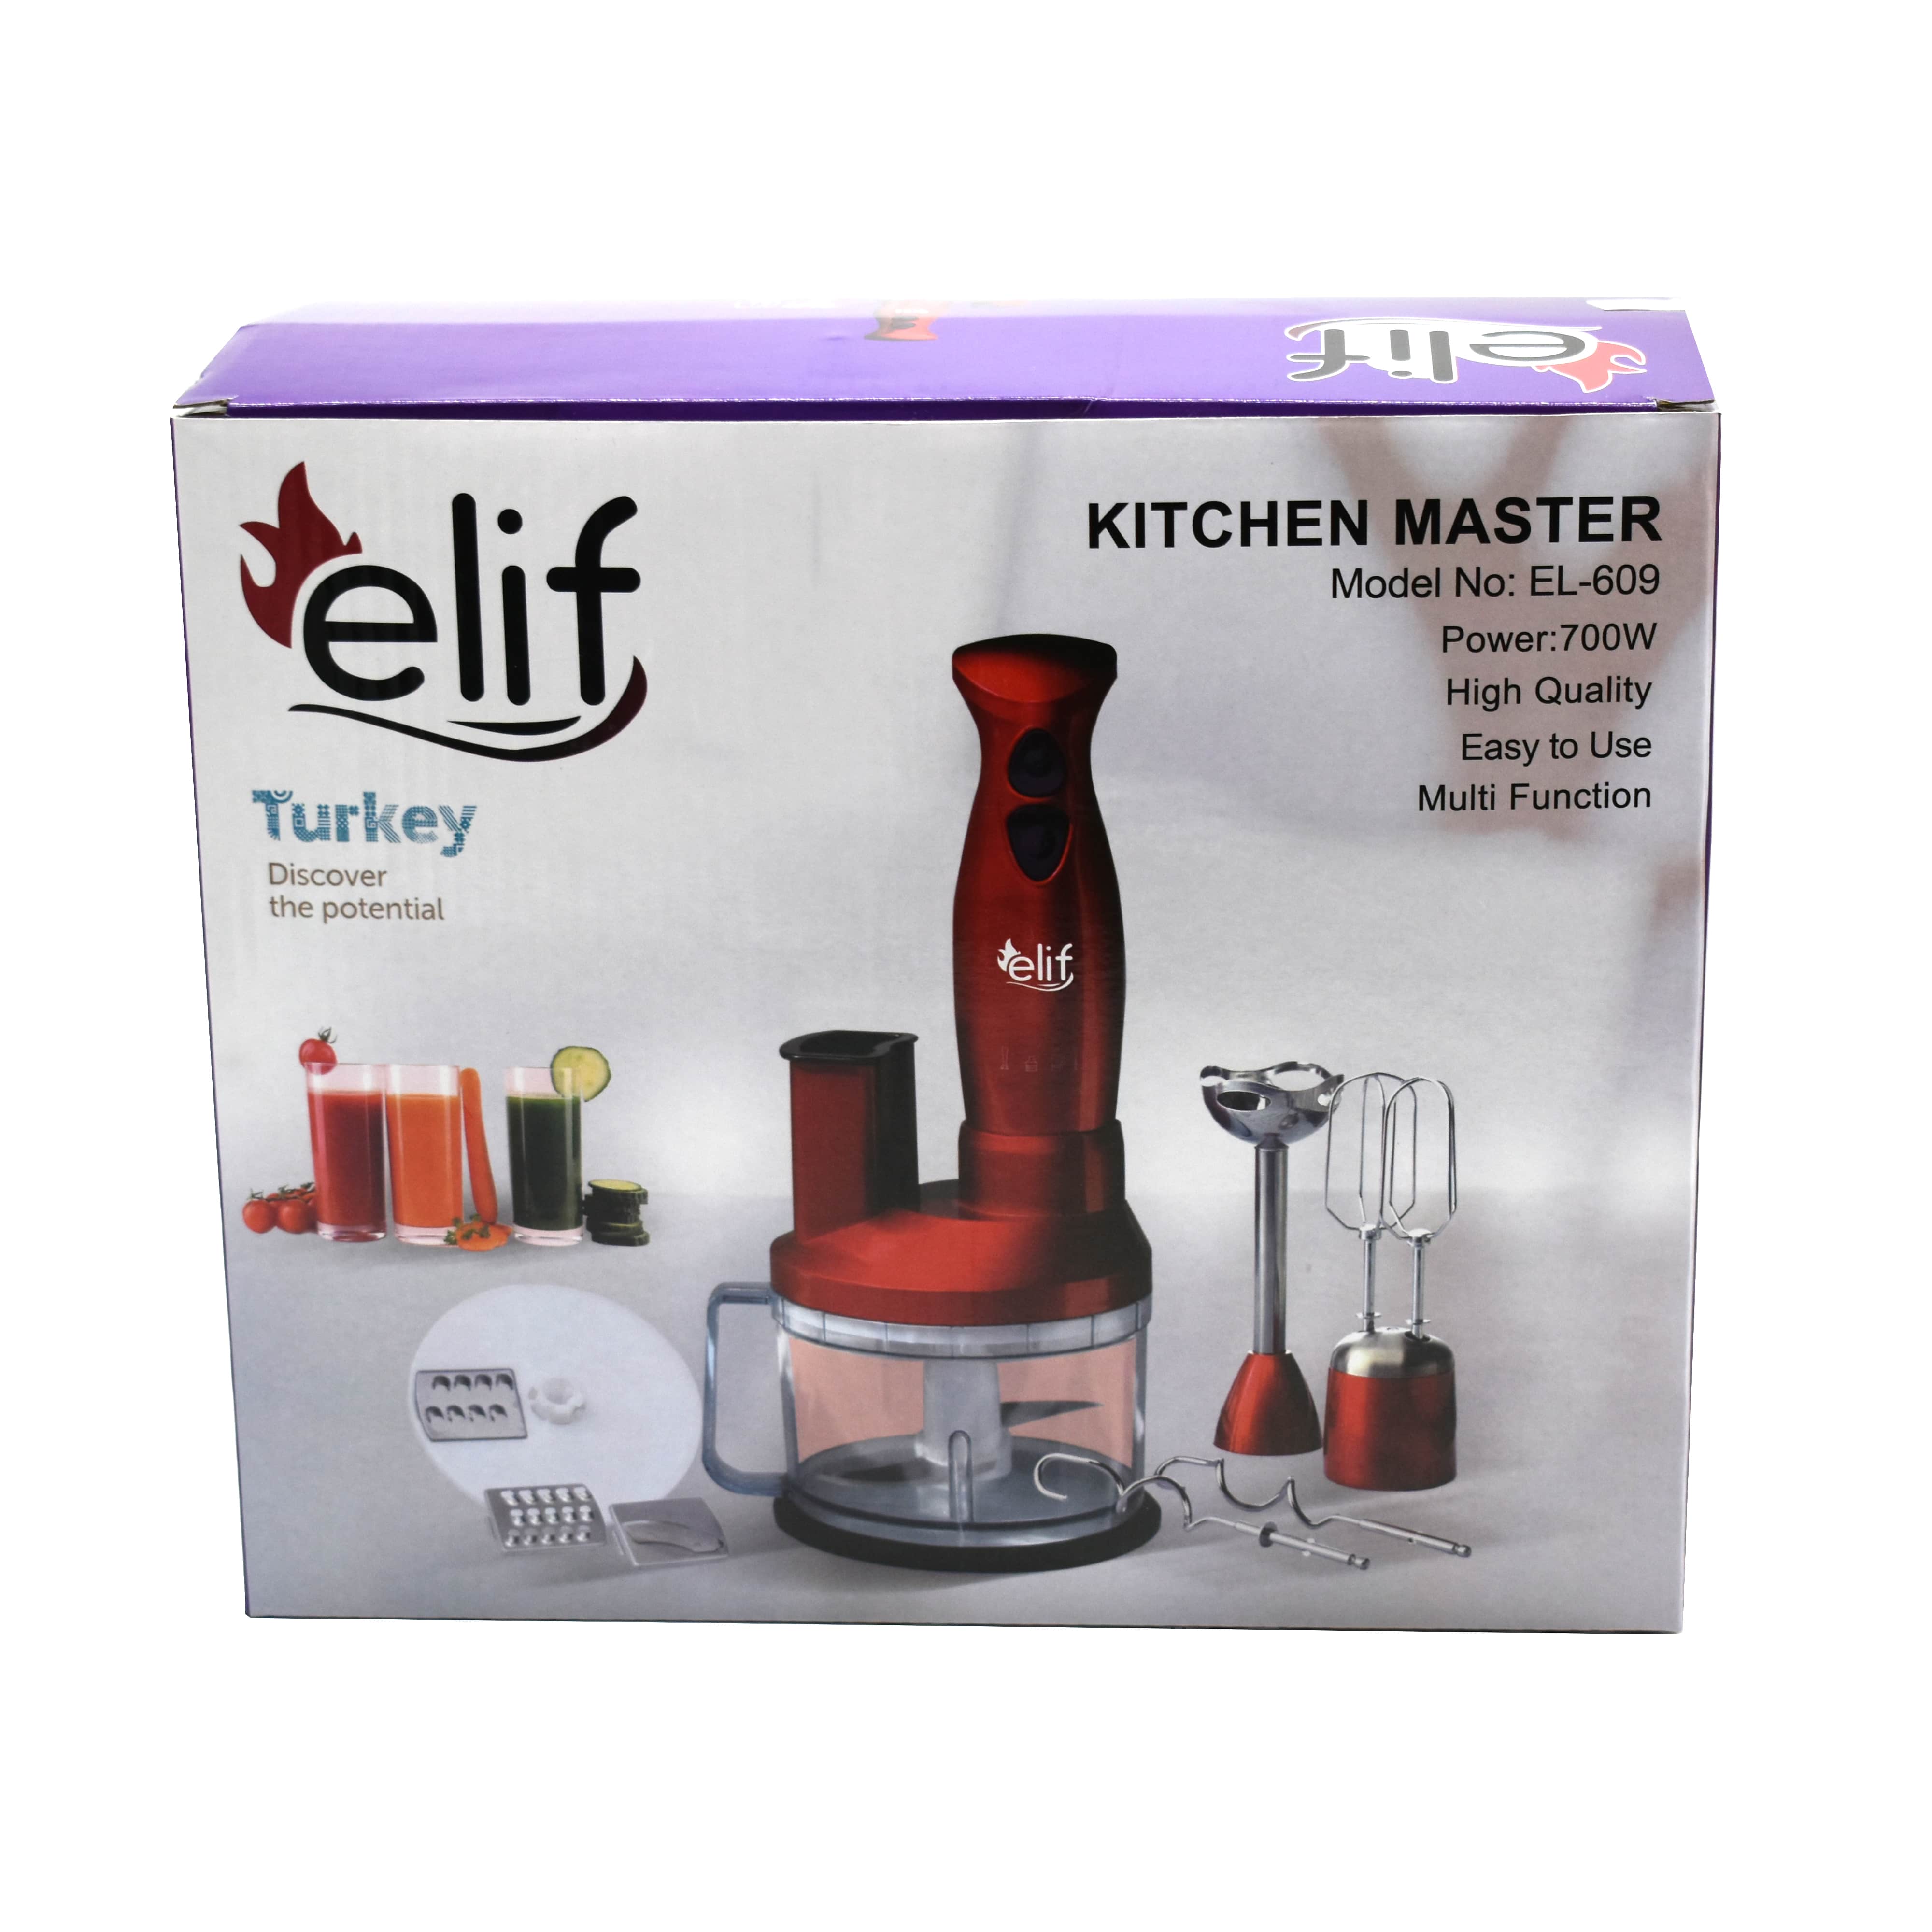 elif
elif
KITCHEN MASTER
Model No: EL-609
Power:700W
High Quality
Easy to Use
Multi Function
Turkey
Discover
the potential
elif